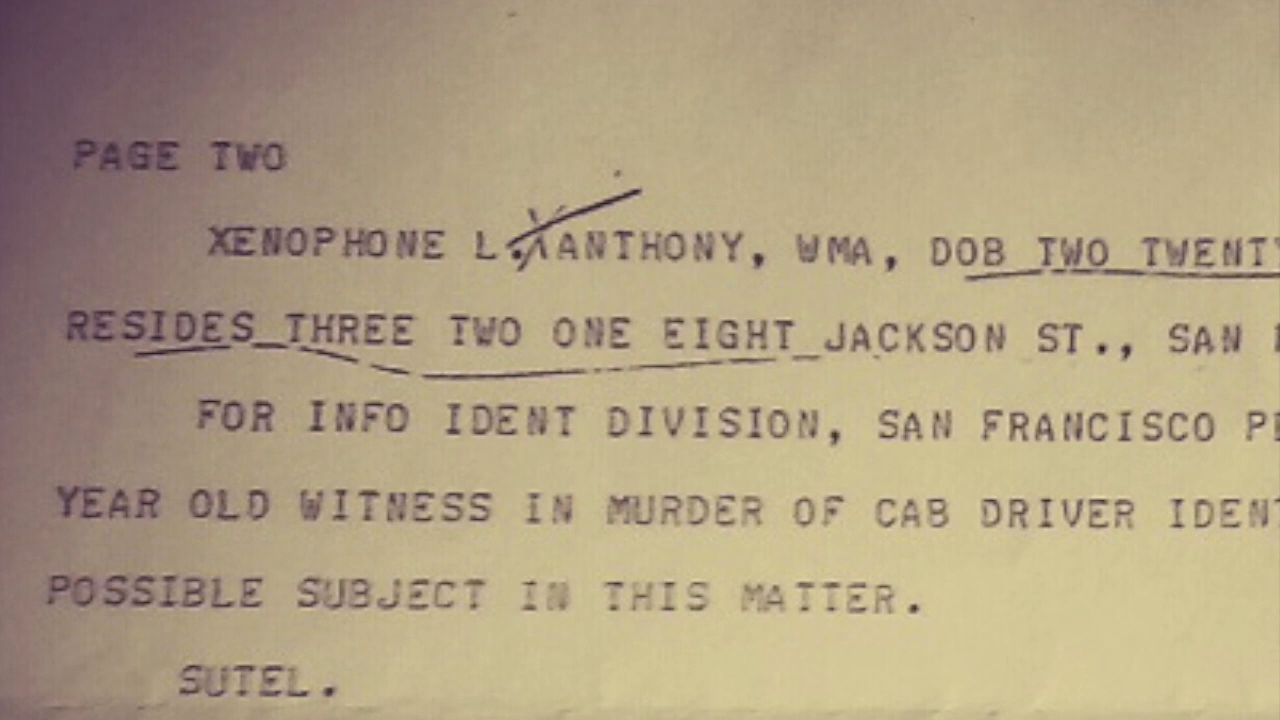 PAGE TWO
XENOPHONE L. ANTHONY, WMA, DOB TWO TWENT
RESIDES THREE TWO ONE EIGHT JACKSON ST., SAN
FOR INFO IDENT DIVISION, SAN FRANCISCO P
YEAR OLD WITNESS IN MURDER OF CAB DRIVER IDENT
POSSIBLE SUBJECT IN THIS MATTER.
SUTEL.